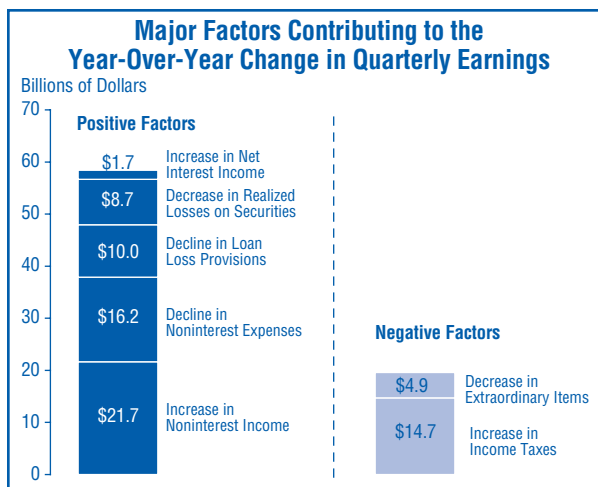 Major Factors Contributing to the
Year-Over-Year Change in Quarterly Earnings
Billions of Dollars
70
60
50
40
30
20
10
0
Positive Factors
$1.7
Increase in Net
Interest Income
$8.7
Decrease in Realized
Losses on Securities
$10.0
Decline in Loan
Loss Provisions
$16.2
Decline in
Noninterest Expenses
$21.7
Increase in
Noninterest Income
Negative Factors
$4.9
Decrease in
Extraordinary Items
$14.7
Increase in
Income Taxes